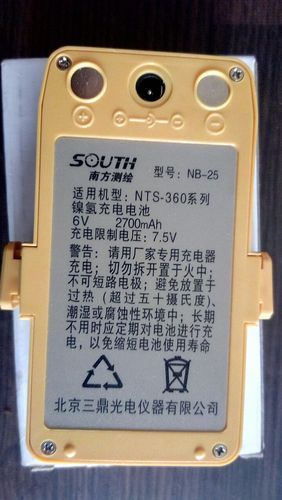 SOUTH
南方测绘
型号: NB-25
适用机型: NTS-360系列
镍氢充电电池
6V 2700mAh
充电限制电压: 7.5V
警告: 请用厂家专用充电器
充电; 切勿拆开置于火中;
不可短路电极; 避免放置于
过热 (超过五十摄氏度)、
潮湿或腐蚀性环境中; 长期
不用时应定期对电池进行充
电, 以免缩短电池使用寿命
北京三鼎光电仪器有限公司